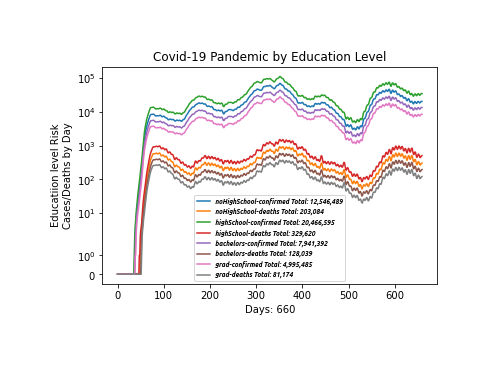 Covid-19 Pandemic by Education Level
Educatiion level Risk
Cases/Deaths by Day
10^5
10^4
10^3
10^2
10^1
10^0
0
noHighSchool-confirmed Total: 12,546,489
noHighSchool-deaths Total: 203,084
highSchool-confirmed Total: 20,466,595
highSchool-deaths Total: 329,620
bachelors-confirmed Total: 7,941,392
bachelors-deaths Total: 128,039
grad-confirmed Total: 4,995,485
grad-deaths Total: 81,174
0 100 200 300 400 500 600
Days: 660